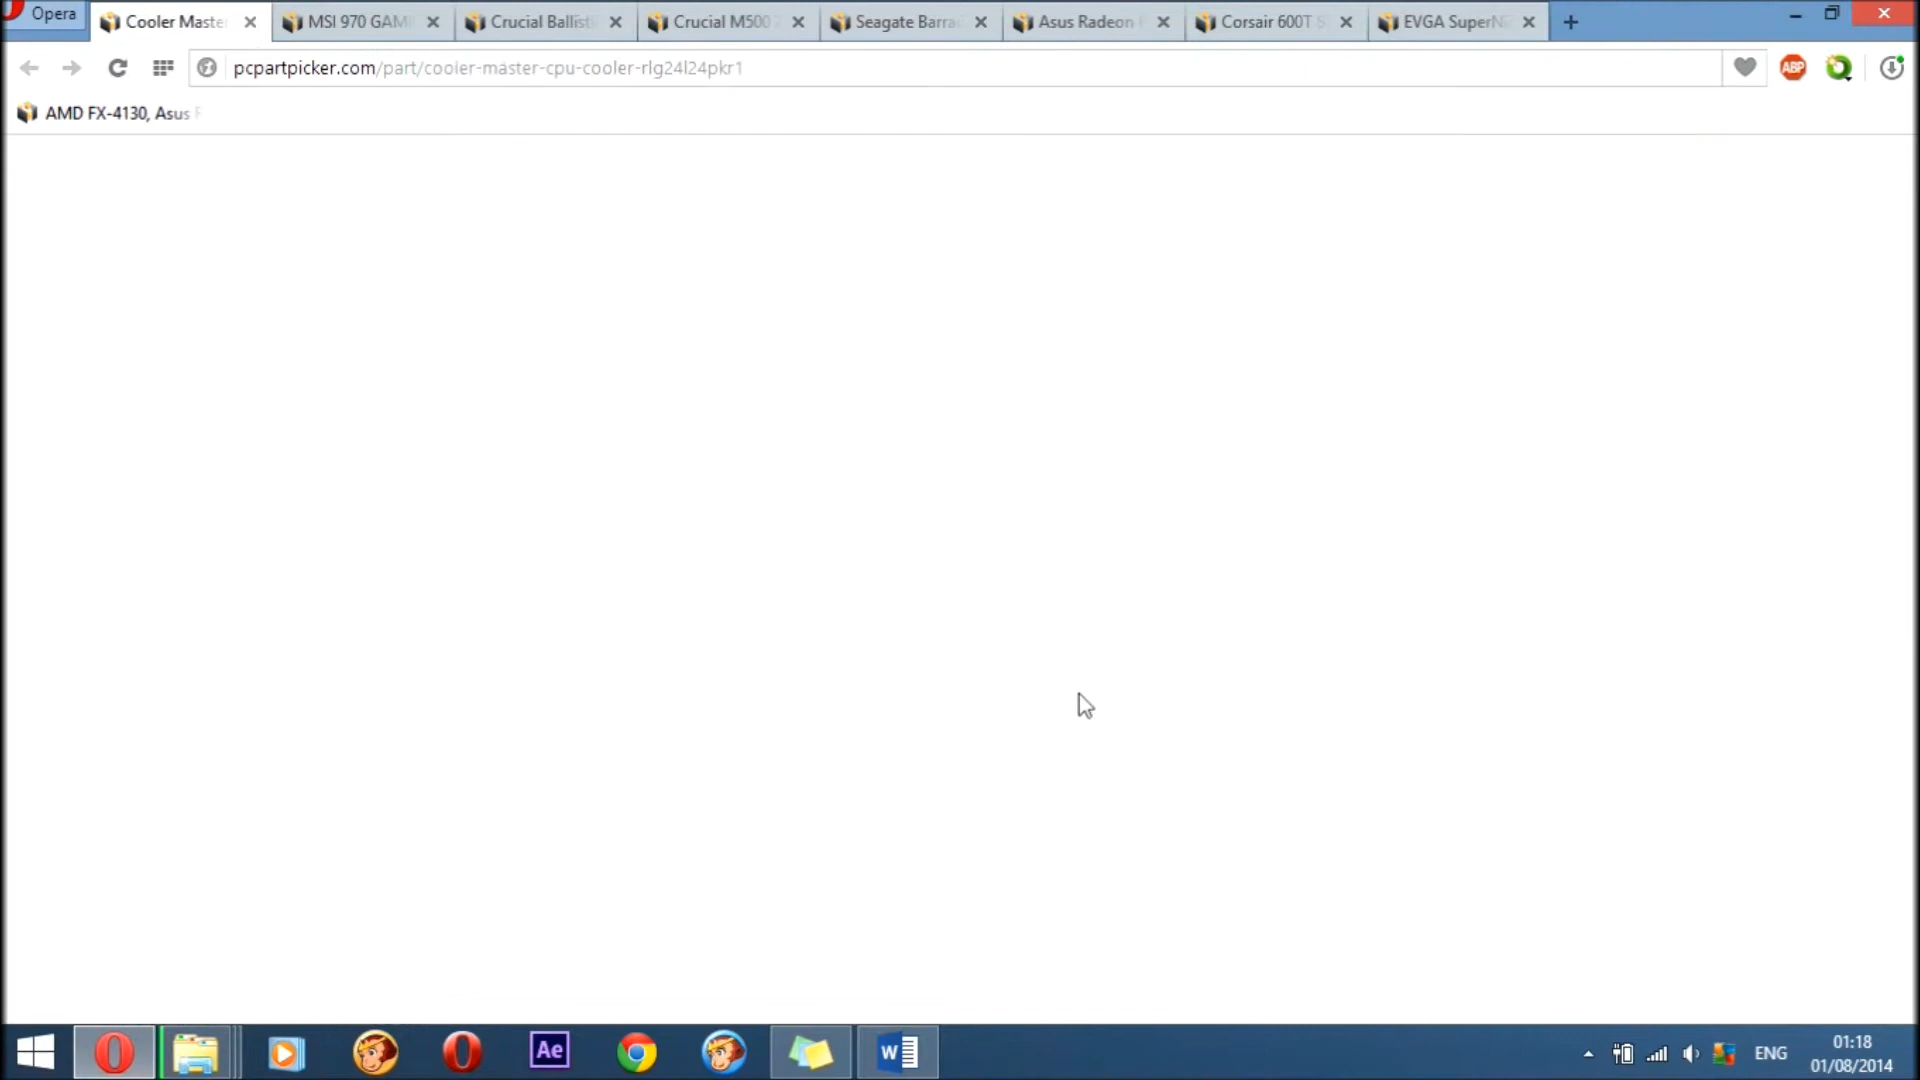 Opera
Cooler Maste
MSI 970 GAM
Crucial Ballist
Crucial M500
Seagate Barra
Asus Radeon
Corsair 600T
EVGA SuperN
pcpartpicker.com/part/cooler-master-cpu-cooler-rlg24l24pkr1
ABP
AMD FX-4130, Asus
Ae
W
ENG
01:18
01/08/2014